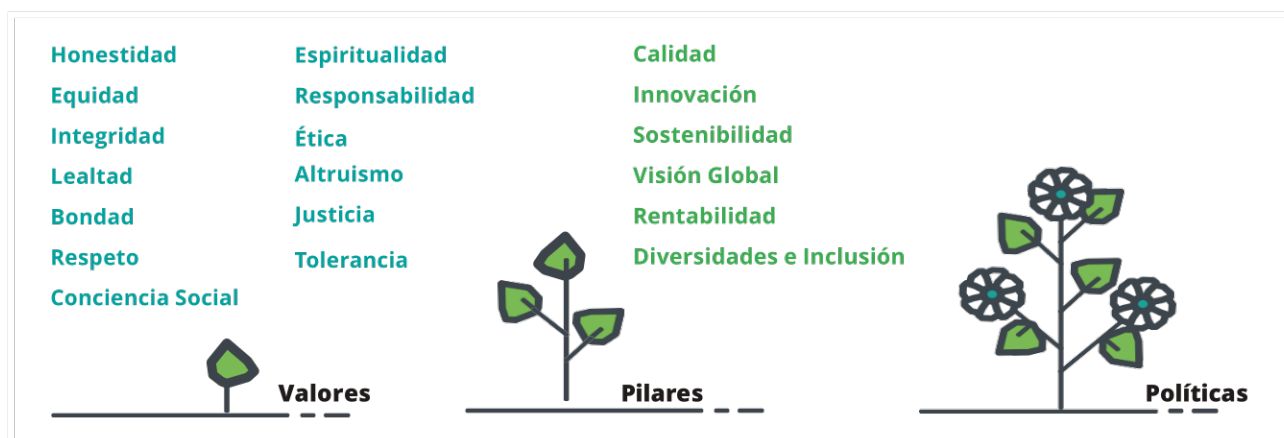 Honestidad
Equidad
Integridad
Lealtad
Bondad
Respeto
Conciencia Social
Espiritualidad
Responsabilidad
Ética
Altruismo
Justicia
Tolerancia
Valores
Calidad
Innovación
Sostenibilidad
Visión Global
Rentabilidad
Diversidades e Inclusión
Pilares
Políticas